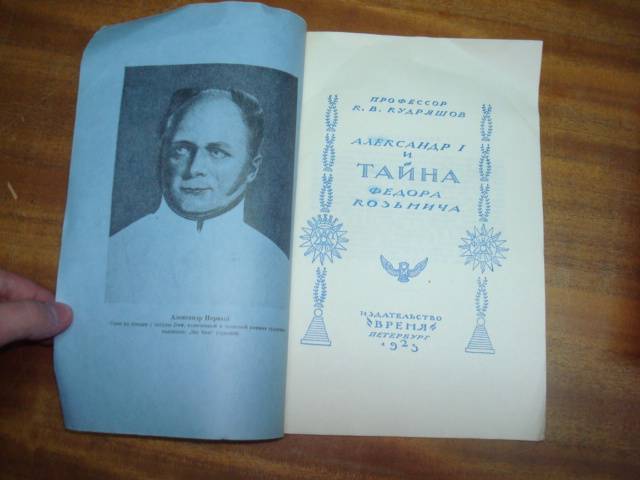 Александр Первый
ПРОФЕССОР
К. В. КУДРЯШОВ
АЛЕКСАНДР I
И
ТАЙНА
ФЕДОРА
КОЗЬМИЧА
ИЗДАТЕЛЬСТВО
ВРЕМЯ
ПЕТЕРБУРГ
1923